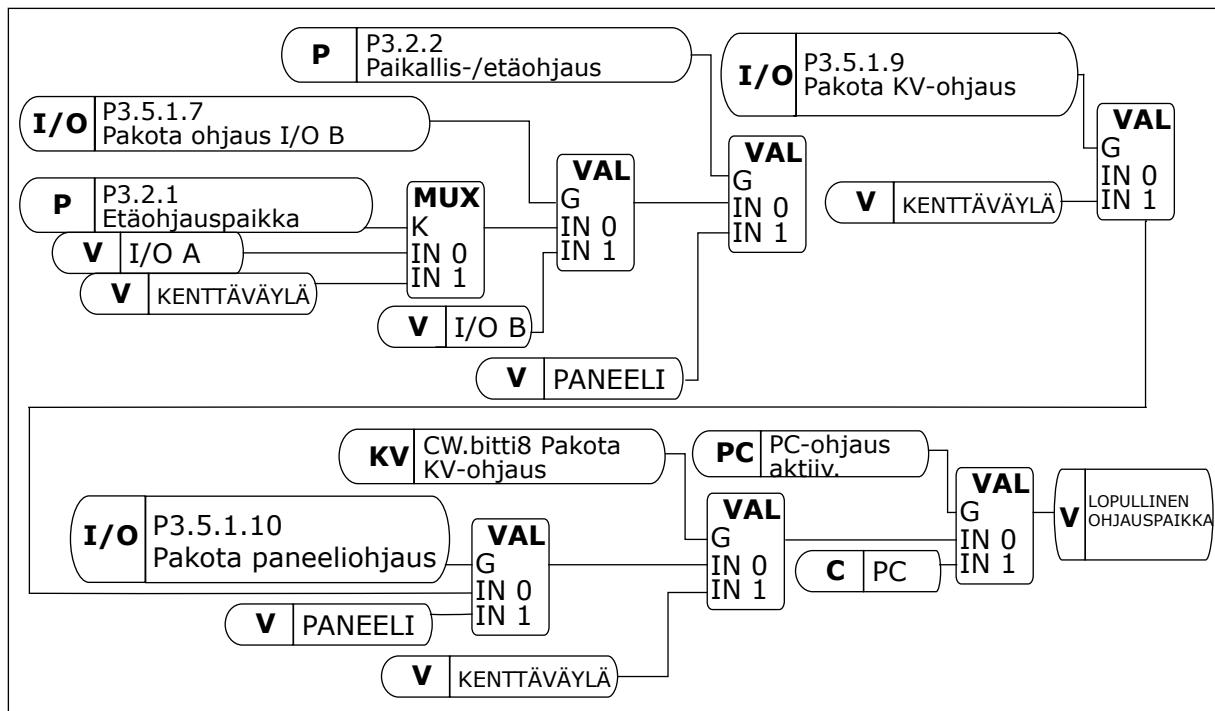 P
P3.2.2
Paikallis-/etäohjaus
I/O
P3.5.1.9
Pakota KV-ohjaus
I/O
P3.5.1.7
Pakota ohjaus I/O B
P
P3.2.1
Etäohjauspaikka
V
I/O A
V
KENTTÄVÄYLÄ
MUX
K
IN 0
IN 1
VAL
G
IN 0
IN 1
V
I/O B
VAL
G
IN 0
IN 1
V
PANEELI
V
KENTTÄVÄYLÄ
VAL
G
IN 0
IN 1
KV
CW.bitti8 Pakota
KV-ohjaus
PC
PC-ohjaus
aktiiv.
I/O
P3.5.1.10
Pakota paneeliohjaus
V
PANEELI
VAL
G
IN 0
IN 1
V
KENTTÄVÄYLÄ
VAL
G
IN 0
IN 1
C
PC
VAL
G
IN 0
IN 1
V
LOPULLINEN
OHJAUSPAIKKA